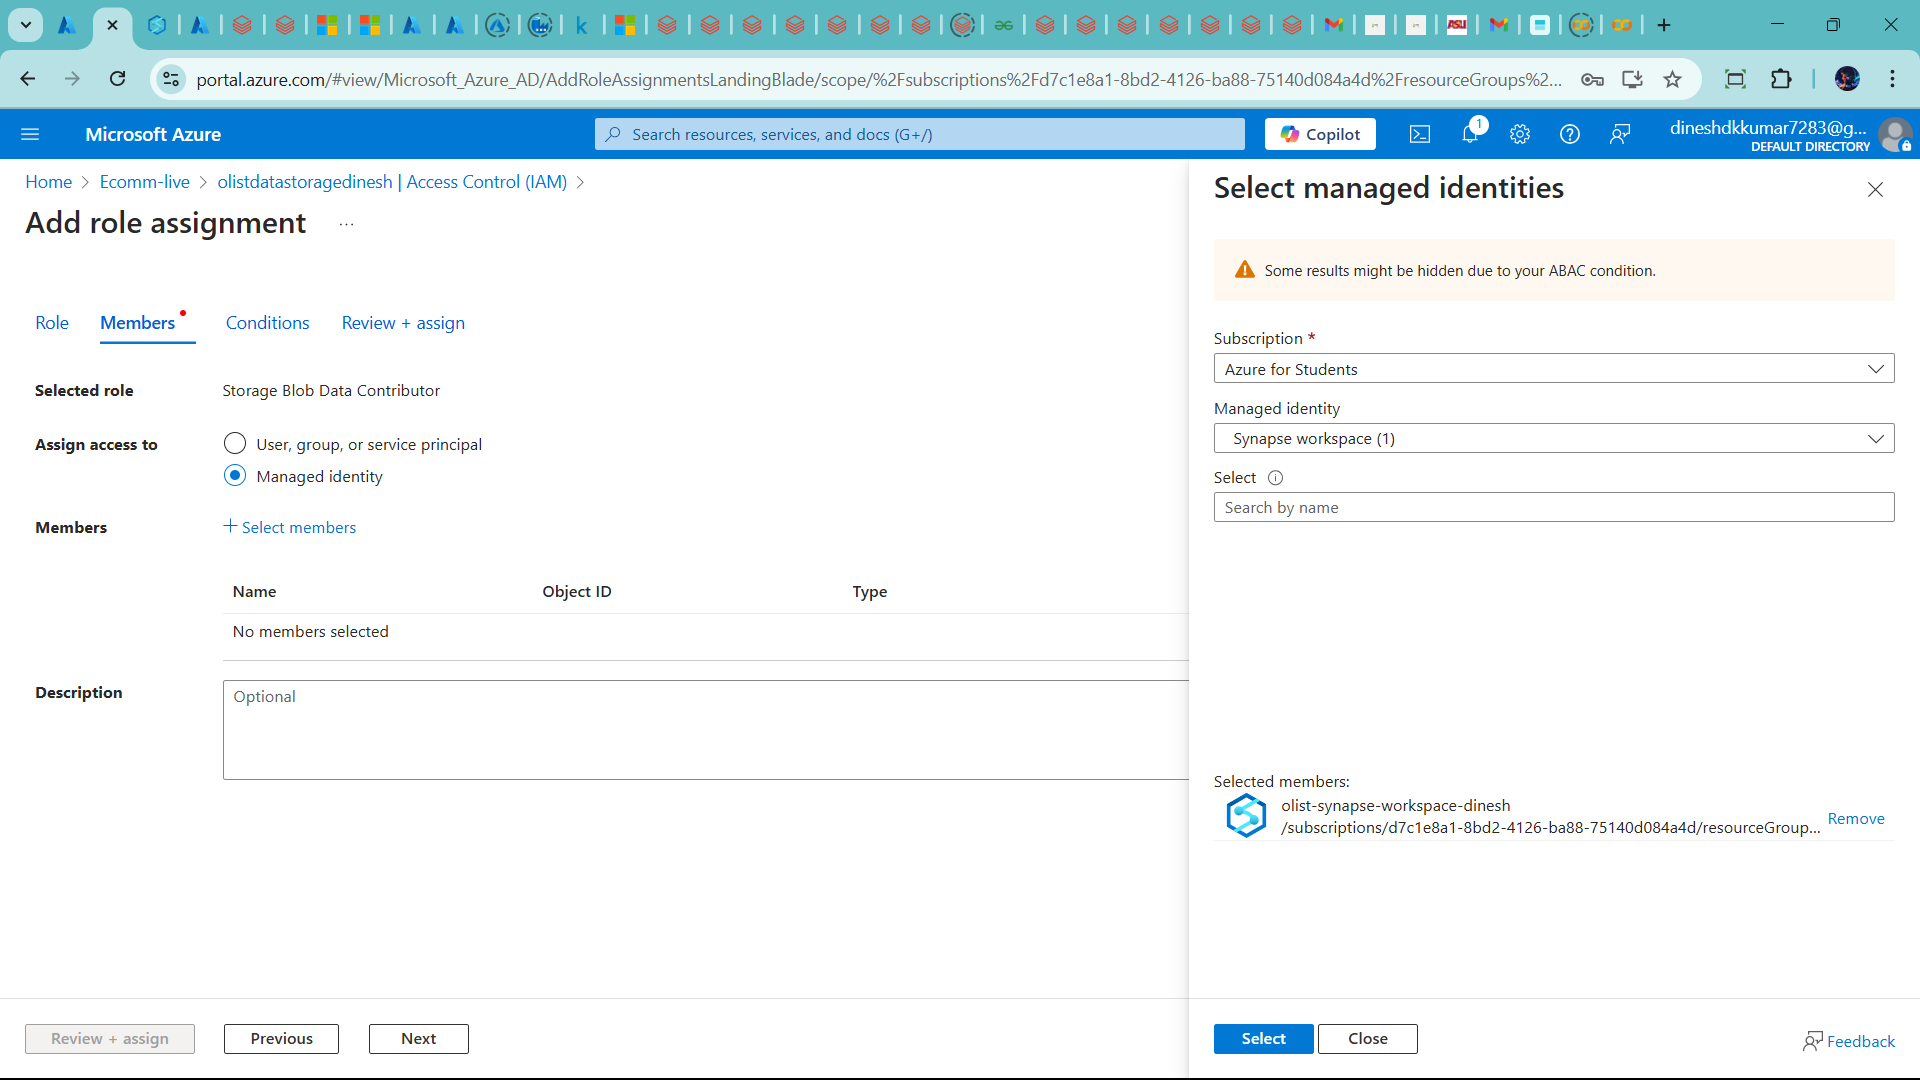 portal.azure.com/#view/Microsoft_Azure_AD/AddRoleAssignmentsLandingBlade/scope/%2Fsubscriptions%2Fd7c1e8a1-8bd2-4126-ba88-75140d084a4d%2FresourceGroups%2...
Microsoft Azure
Search resources, services, and docs (G+/)
Copilot
1
dineshdkkumar7283@g...
DEFAULT DIRECTORY
Home > Ecomm-live > olistdatastoragedinesh | Access Control (IAM) >
Add role assignment ...
Role
Members
Conditions
Review + assign
Selected role
Storage Blob Data Contributor
Assign access to
User, group, or service principal
Managed identity
Members
+ Select members
Name Object ID Type
No members selected
Description
Optional
Review + assign
Previous
Next
Select managed identities
Some results might be hidden due to your ABAC condition.
Subscription *
Azure for Students
Managed identity
Synapse workspace (1)
Select
Search by name
Selected members:
olist-synapse-workspace-dinesh
/subscriptions/d7c1e8a1-8bd2-4126-ba88-75140d084a4d/resourceGroup...
Remove
Select
Close
Feedback